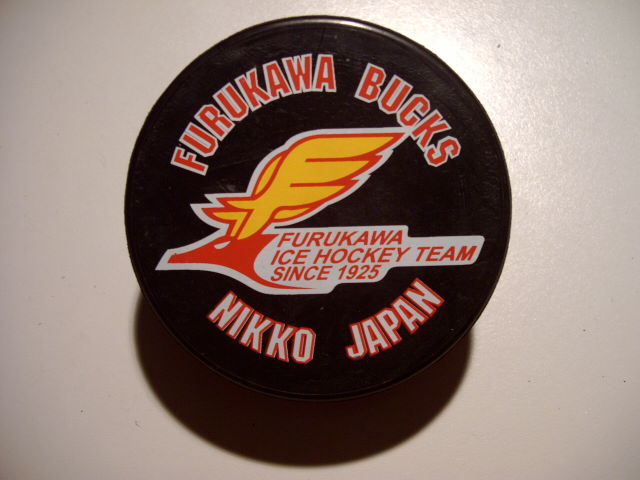 FURUKAWA BUCKS
FURUKAWA
ICE HOCKEY TEAM
SINCE 1925
NIKKO JAPAN